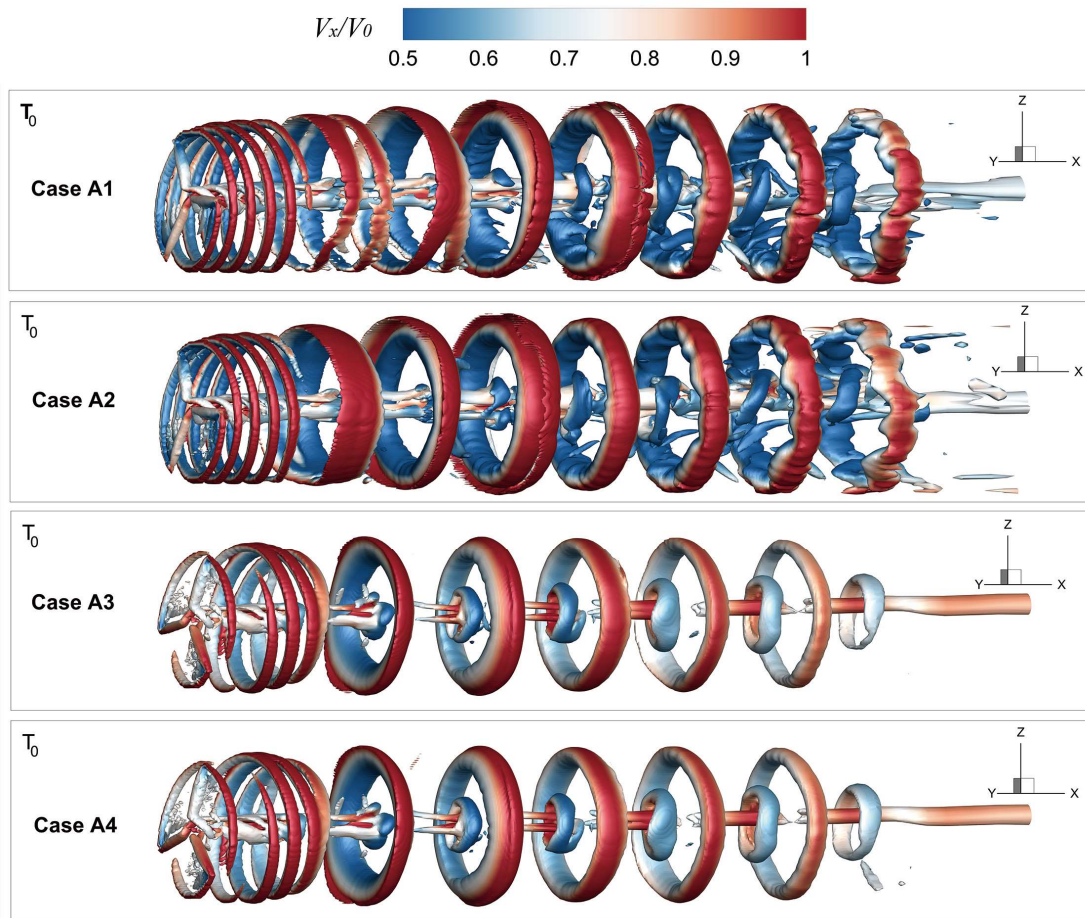 Vx/V0
0.5 0.6 0.7 0.8 0.9 1
T0
Case A1
Z
Y X
T0
Case A2
Z
Y X
T0
Case A3
Z
Y X
T0
Case A4
Z
Y X